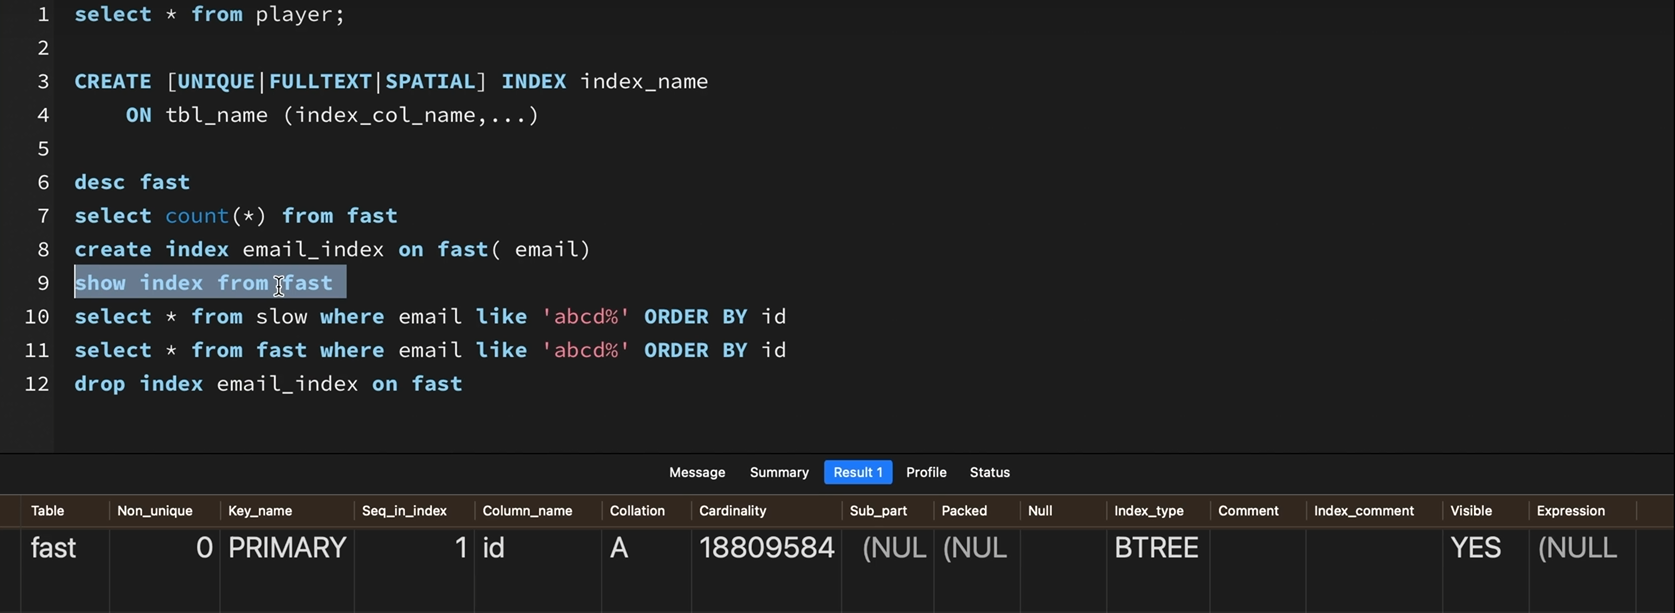 1 select * from player;
2
3 CREATE [UNIQUE|FULLTEXT|SPATIAL] INDEX index_name
4 ON tbl_name (index_col_name,...)
5
6 desc fast
7 select count(*) from fast
8 create index email_index on fast( email)
9 show index from fast
10 select * from slow where email like 'abcd%' ORDER BY id
11 select * from fast where email like 'abcd%' ORDER BY id
12 drop index email_index on fast
Message Summary Result 1 Profile Status
Table Non_unique Key_name Seq_in_index Column_name Collation Cardinality Sub_part Packed Null Index_type Comment Index_comment Visible Expression
fast 0 PRIMARY 1 id A 18809584 (NUL (NUL BTREE YES (NULL